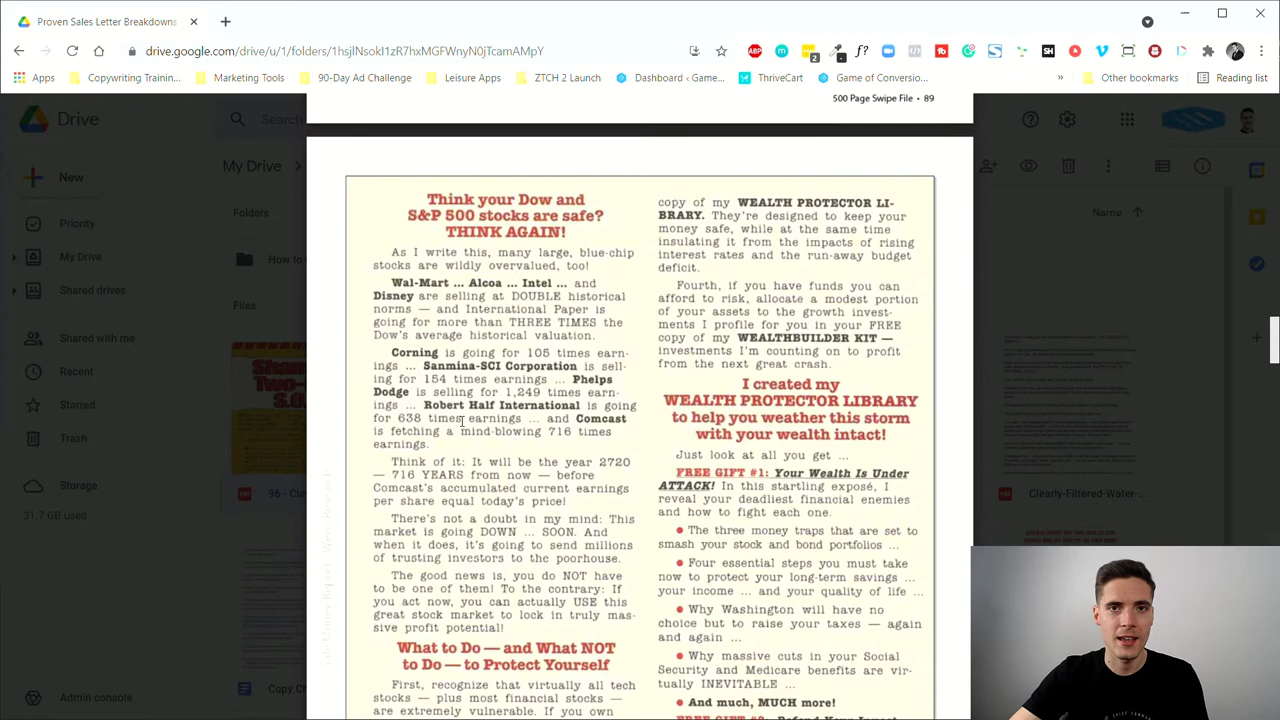 Proven Sales Letter Breakdowns
drive.google.com/drive/u/1/folders/1hsjlNsokI1zR7hxMGFWnyN0jTcamAMpY
Apps
Copywriting Trainin...
Marketing Tools
90-Day Ad Challenge
Leisure Apps
ZTCH 2 Launch
Dashboard ‹ Game...
ThriveCart
Game of Conversio...
Other bookmarks
Reading list
500 Page Swipe File • 89
Drive
Search
New
My Drive
Priority
My Drive
Shared drives
Shared with me
Recent
Starred
Trash
Storage
31.7 GB used
Admin console
Folders
How to
Files
96 - Cla
Copy Ch
Name
Clearly-Filtered-Water-...
Think your Dow and
S&P 500 stocks are safe?
THINK AGAIN!
As I write this, many large, blue-chip
stocks are wildly overvalued, too!
Wal-Mart ... Alcoa ... Intel ... and
Disney are selling at DOUBLE historical
norms — and International Paper is
going for more than THREE TIMES the
Dow's average historical valuation.
Corning is going for 105 times earn-
ings ... Sanmina-SCI Corporation is sell-
ing for 154 times earnings ... Phelps
Dodge is selling for 1,249 times earn-
ings ... Robert Half International is going
for 638 times earnings ... and Comcast
is fetching a mind-blowing 716 times
earnings.
Think of it: It will be the year 2720
— 716 YEARS from now — before
Comcast's accumulated current earnings
per share equal today's price!
There's not a doubt in my mind: This
market is going DOWN ... SOON. And
when it does, it's going to send millions
of trusting investors to the poorhouse.
The good news is, you do NOT have
to be one of them! To the contrary: If
you act now, you can actually USE this
great stock market to lock in truly mas-
sive profit potential!
What to Do — and What NOT
to Do — to Protect Yourself
First, recognize that virtually all tech
stocks — plus most financial stocks —
are extremely vulnerable. If you own
copy of my WEALTH PROTECTOR LI-
BRARY. They're designed to keep your
money safe, while at the same time
insulating it from the impacts of rising
interest rates and the run-away budget
deficit.
Fourth, if you have funds you can
afford to risk, allocate a modest portion
of your assets to the growth invest-
ments I profile for you in your FREE
copy of my WEALTHBUILDER KIT —
investments I'm counting on to profit
from the next great crash.
I created my
WEALTH PROTECTOR LIBRARY
to help you weather this storm
with your wealth intact!
Just look at all you get ...
FREE GIFT #1: Your Wealth Is Under
ATTACK! In this startling exposé, I
reveal your deadliest financial enemies
and how to fight each one.
• The three money traps that are set to
smash your stock and bond portfolios ...
• Four essential steps you must take
now to protect your long-term savings ...
your income ... and your quality of life ...
• Why Washington will have no
choice but to raise your taxes — again
and again ...
• Why massive cuts in your Social
Security and Medicare benefits are vir-
tually INEVITABLE ...
• And much, MUCH more!